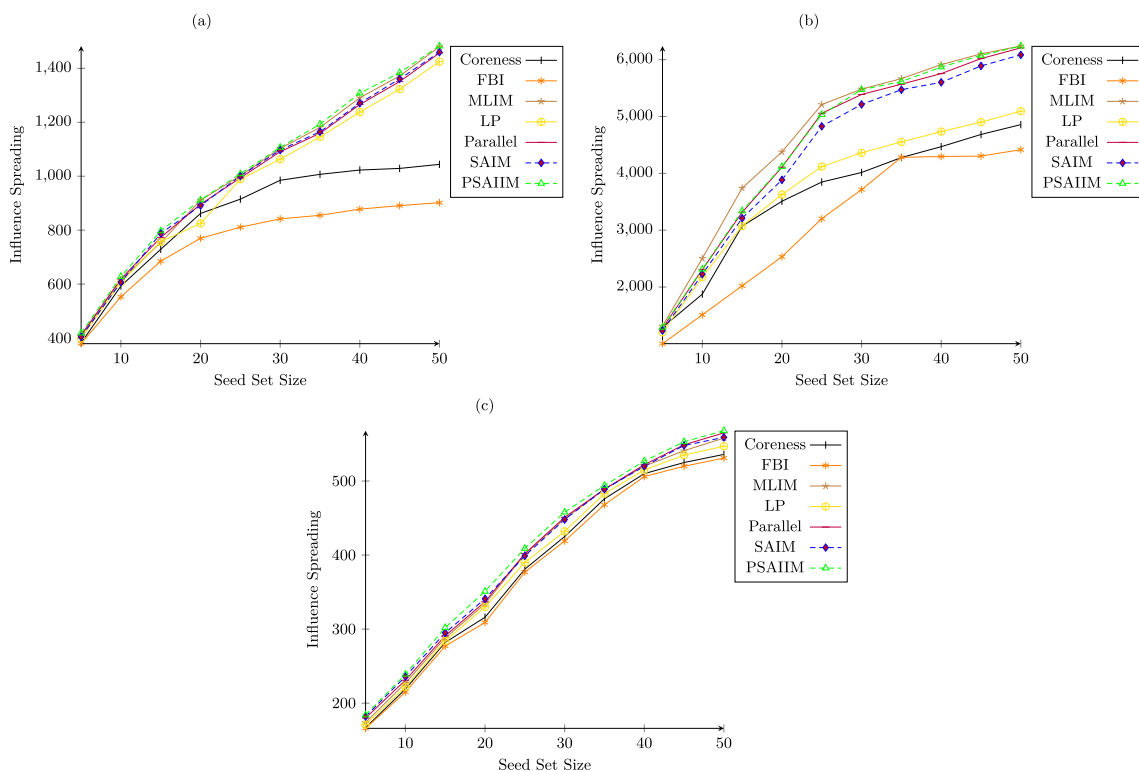 (a)
1,400
1,200
1,000
800
600
400
10 20 30 40 50
Seed Set Size
Influence Spreading
Coreness
FBI
MLIM
LP
Parallel
SAIM
PSAIIM
(b)
6,000
5,000
4,000
3,000
2,000
10 20 30 40 50
Seed Set Size
Influence Spreading
Coreness
FBI
MLIM
LP
Parallel
SAIM
PSAIIM
(c)
500
400
300
200
10 20 30 40 50
Seed Set Size
Influence Spreading
Coreness
FBI
MLIM
LP
Parallel
SAIM
PSAIIM